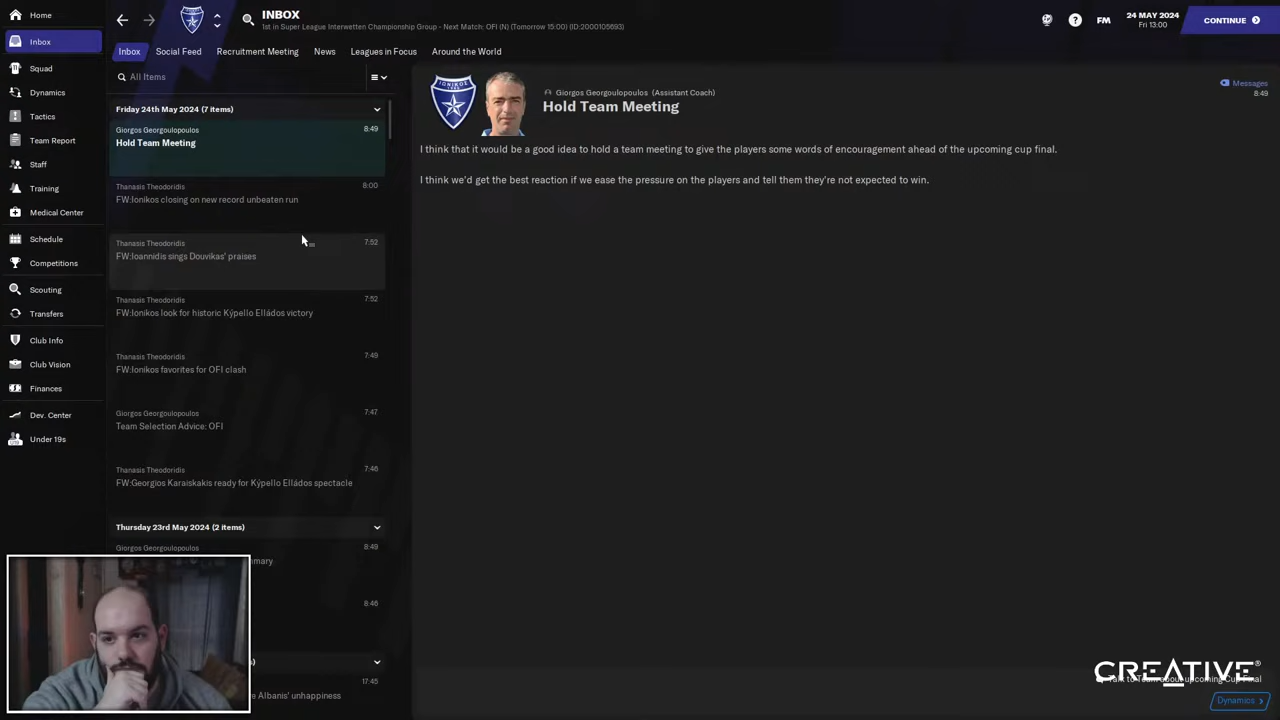 Home
Inbox
Squad
Dynamics
Tactics
Team Report
Staff
Training
Medical Center
Schedule
Competitions
Scouting
Transfers
Club Info
Club Vision
Finances
Dev. Center
Under 19s
INBOX
1st in Super League Interwetten Championship Group - Next Match: OFI (N) (Tomorrow 15:00) (ID:2000105693)
FM
24 MAY 2024
Fri 13:00
CONTINUE
Inbox Social Feed Recruitment Meeting News Leagues in Focus Around the World
All Items
Friday 24th May 2024 (7 items)
Giorgos Georgoulopoulos 8:49
Hold Team Meeting
Thanasis Theodoridis 8:00
FW:Ionikos closing on new record unbeaten run
Thanasis Theodoridis 7:52
FW:Ioannidis sings Douvikas' praises
Thanasis Theodoridis 7:52
FW:Ionikos look for historic Kýpello Elládos victory
Thanasis Theodoridis 7:49
FW:Ionikos favorites for OFI clash
Giorgos Georgoulopoulos 7:47
Team Selection Advice: OFI
Thanasis Theodoridis 7:46
FW:Georgios Karaiskakis ready for Kýpello Elládos spectacle
Thursday 23rd May 2024 (2 items)
Giorgos Georgoulopoulos 8:49
8:46
17:45
Albanis' unhappiness
ΙΩΝΙΚΟΣ
Giorgos Georgoulopoulos (Assistant Coach)
Hold Team Meeting
Messages
8:49
I think that it would be a good idea to hold a team meeting to give the players some words of encouragement ahead of the upcoming cup final.
I think we'd get the best reaction if we ease the pressure on the players and tell them they're not expected to win.
CREATIVE®
Talk to Team about upcoming Cup Final
Dynamics